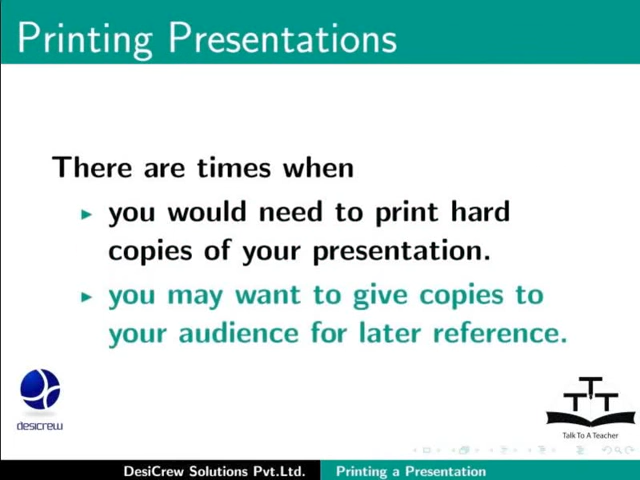 Printing Presentations
There are times when
you would need to print hard
copies of your presentation.
you may want to give copies to
your audience for later reference.
desicrew
TTT
Talk To A Teacher
DesiCrew Solutions Pvt.Ltd.
Printing a Presentation